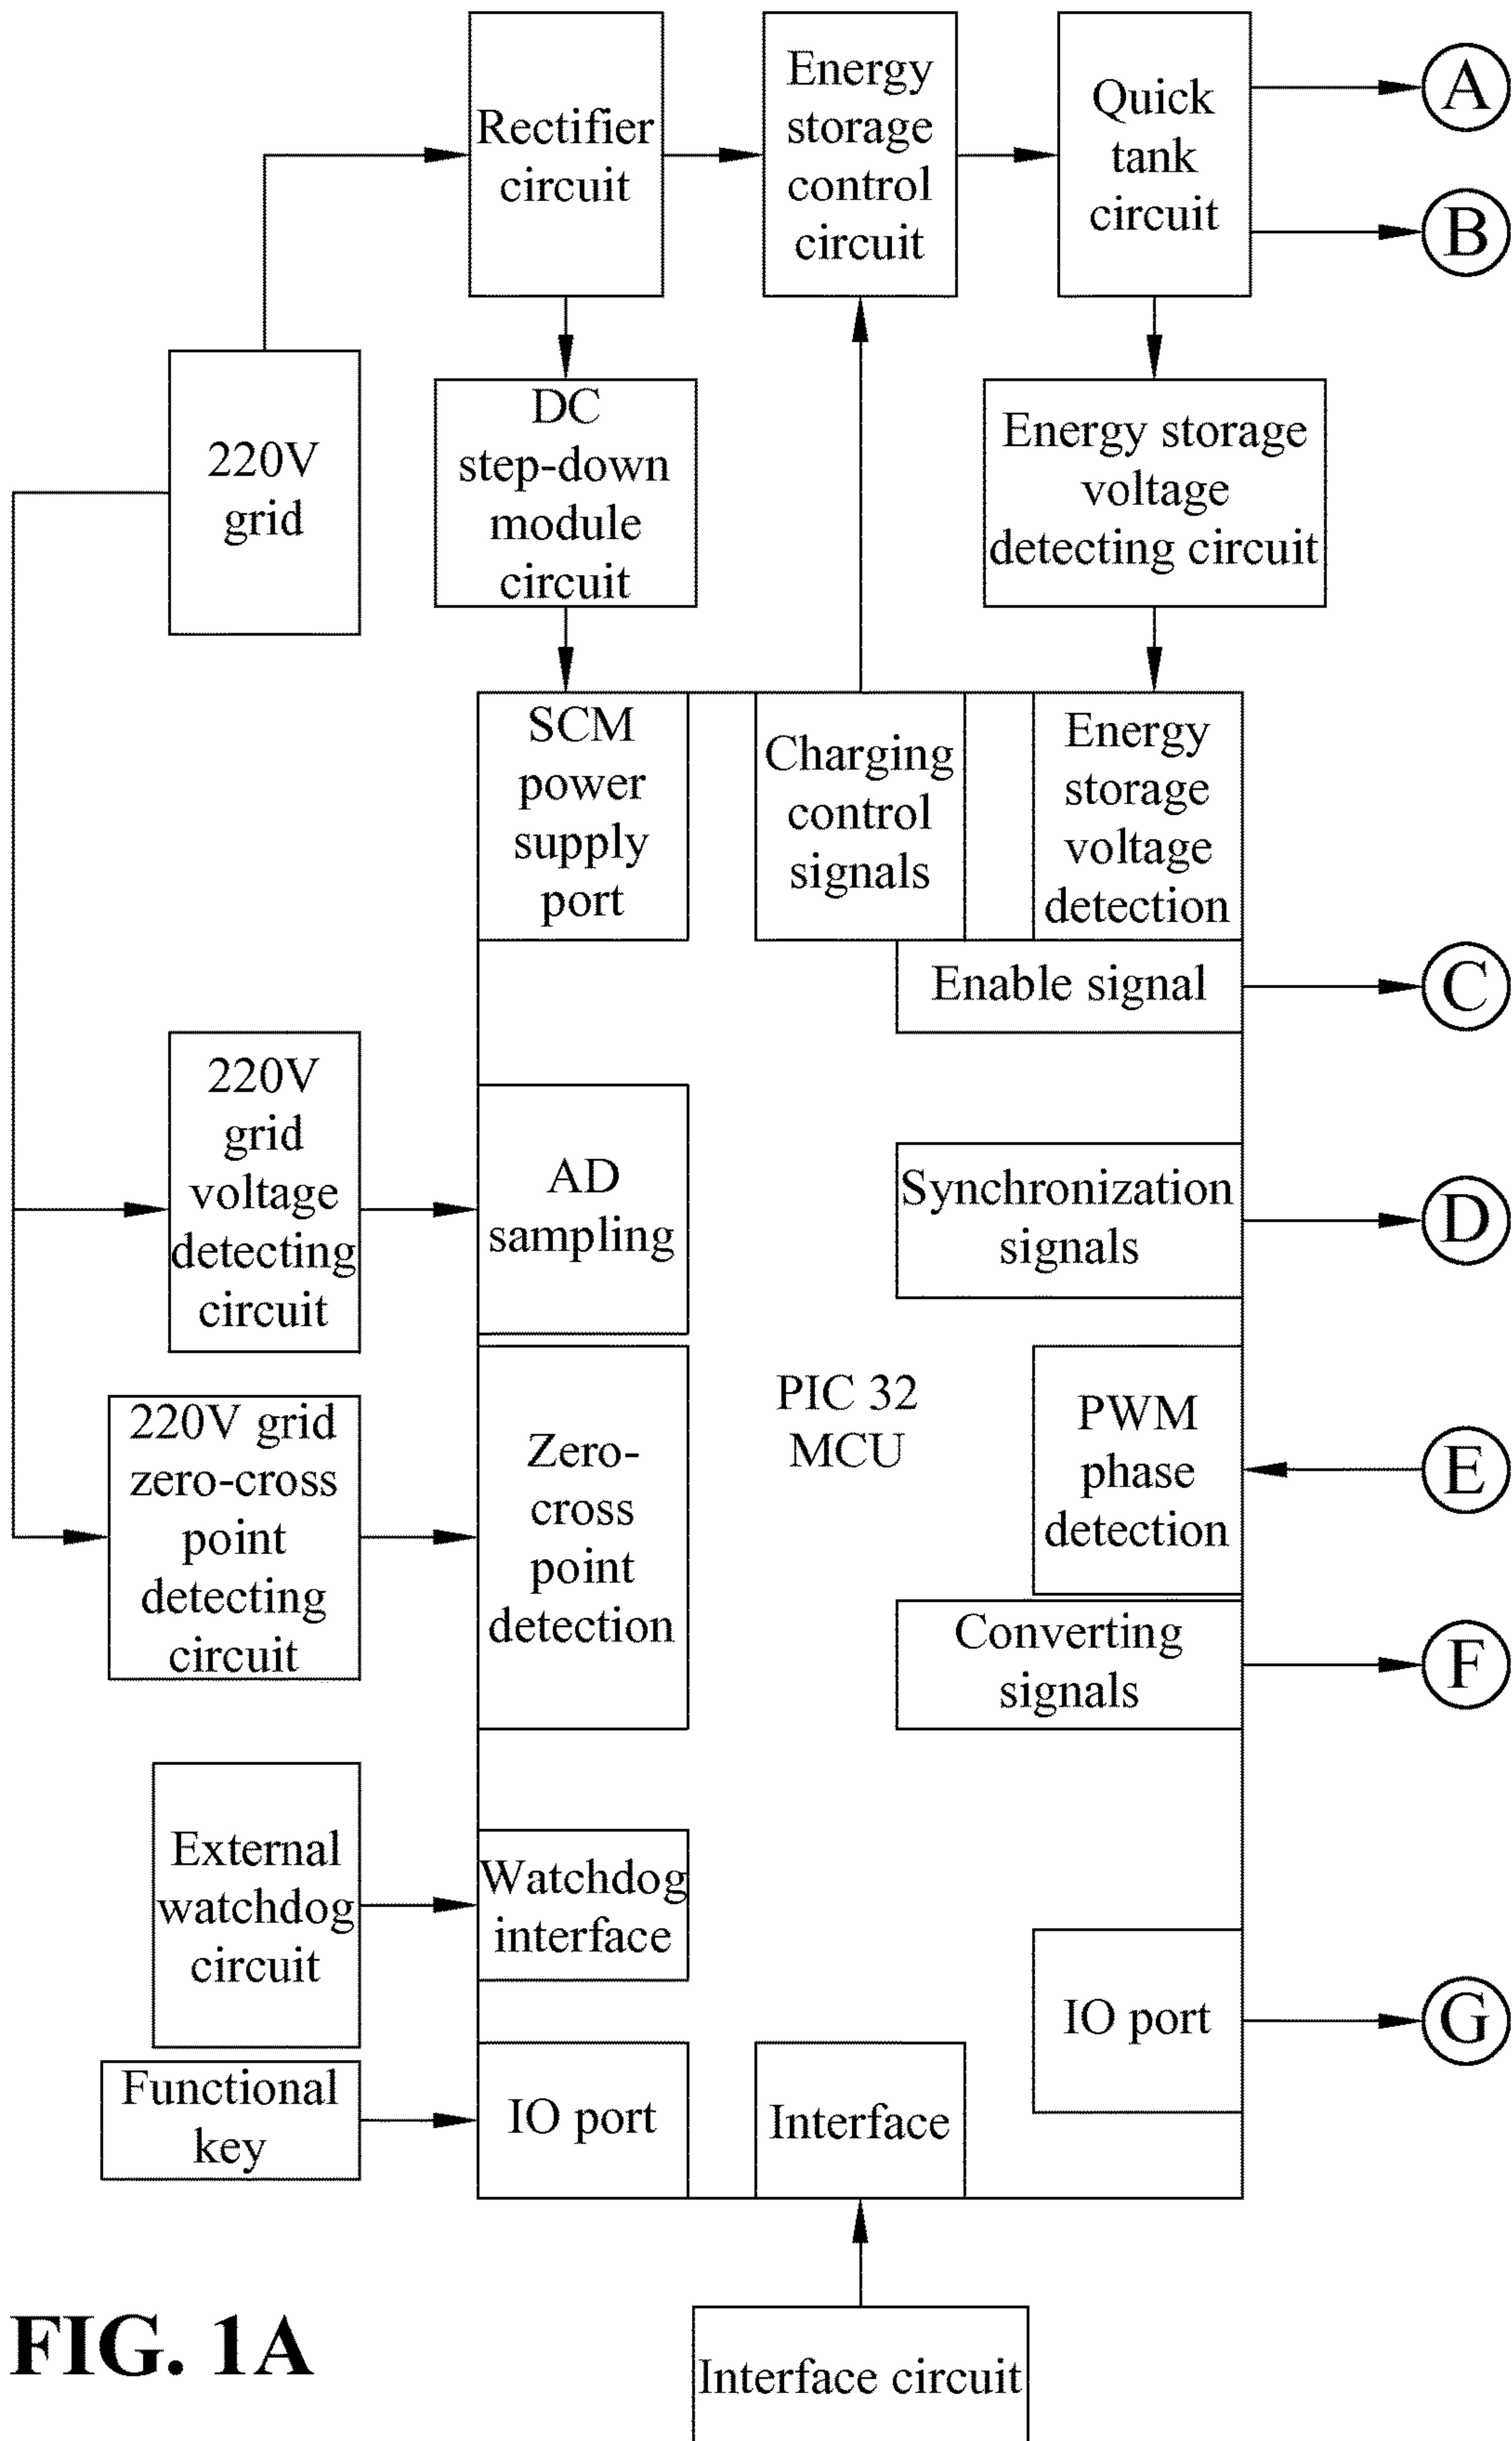 Rectifier
circuit
Energy
storage
control
circuit
Quick
tank
circuit
A
B
220V
grid
DC
step-down
module
circuit
Energy storage
voltage
detecting circuit
SCM
power
supply
port
Charging
control
signals
Energy
storage
voltage
detection
Enable signal
C
220V
grid
voltage
detecting
circuit
AD
sampling
Synchronization
signals
D
220V grid
zero-cross
point
detecting
circuit
Zero-
cross
point
detection
PIC 32
MCU
PWM
phase
detection
E
Converting
signals
F
External
watchdog
circuit
Watchdog
interface
IO port
G
Functional
key
IO port
Interface
Interface circuit
FIG. 1A